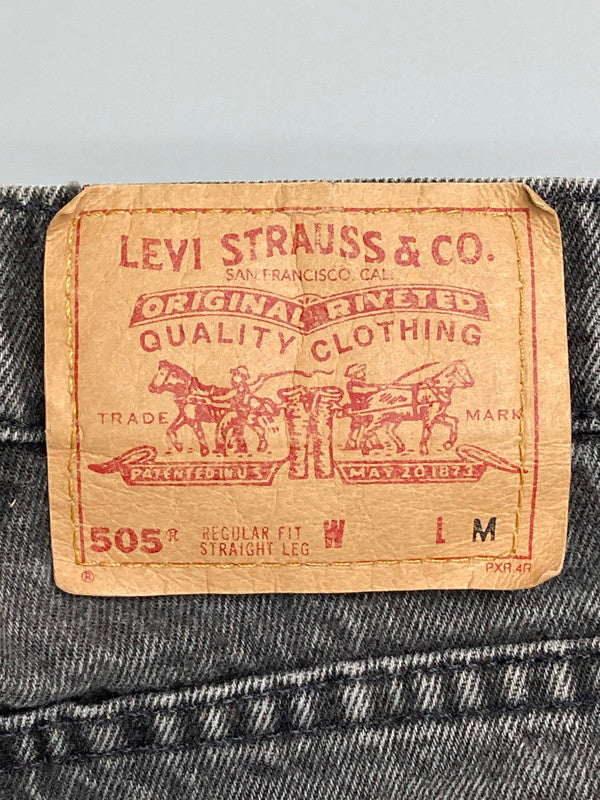 LEVI STRAUSS & CO.
SAN FRANCISCO, CAL.
ORIGINAL RIVETED
QUALITY CLOTHING
TRADE MARK
PATENTED IN U.S. MAY 20 1873
505® REGULAR FIT W L M
STRAIGHT LEG
® PXR 4R